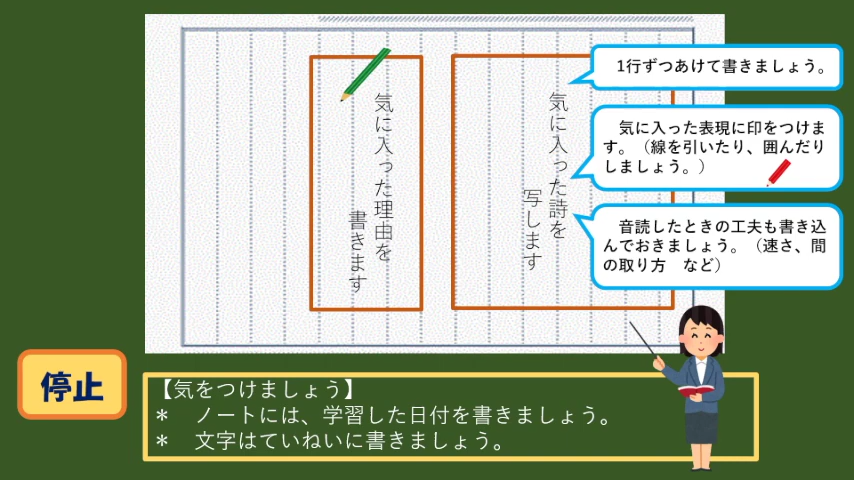 1行ずつあけて書きましょう。
気に入った表現に印をつけま
す。（線を引いたり、囲んだり
しましょう。）
音読したときの工夫も書き込
んでおきましょう。（速さ、間
の取り方　など）
気に入った詩を
写します
気に入った理由を
書きます
停止
【気をつけましょう】
＊　ノートには、学習した日付を書きましょう。
＊　文字はていねいに書きましょう。